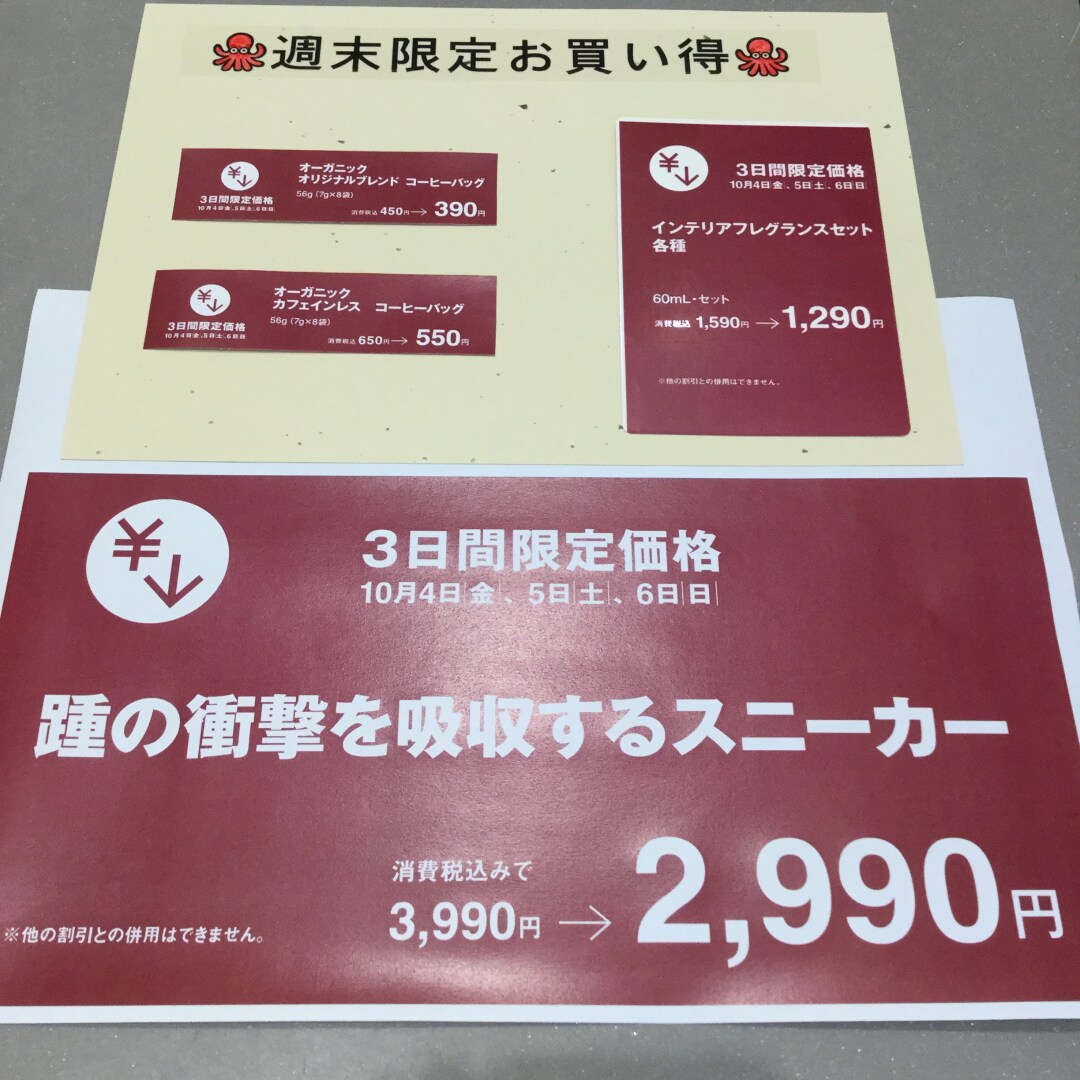 週末限定お買い得
¥↓
3日間限定価格
10月4日金、5日土、6日日
オーガニック
オリジナルブレンド コーヒーバッグ
56g（7g×8袋）
消費税込 450円→ 390円
¥↓
3日間限定価格
10月4日金、5日土、6日日
オーガニック
カフェインレス コーヒーバッグ
56g（7g×8袋）
消費税込 650円→ 550円
¥↓
3日間限定価格
10月4日金、5日土、6日日
インテリアフレグランスセット
各種
60mL・セット
消費税込 1,590円 →1,290円
※他の割引との併用はできません。
¥↓
3日間限定価格
10月4日|金|、5日|土|、6日|日|
踵の衝撃を吸収するスニーカー
消費税込みで
3,990円 → 2,990円
※他の割引との併用はできません。